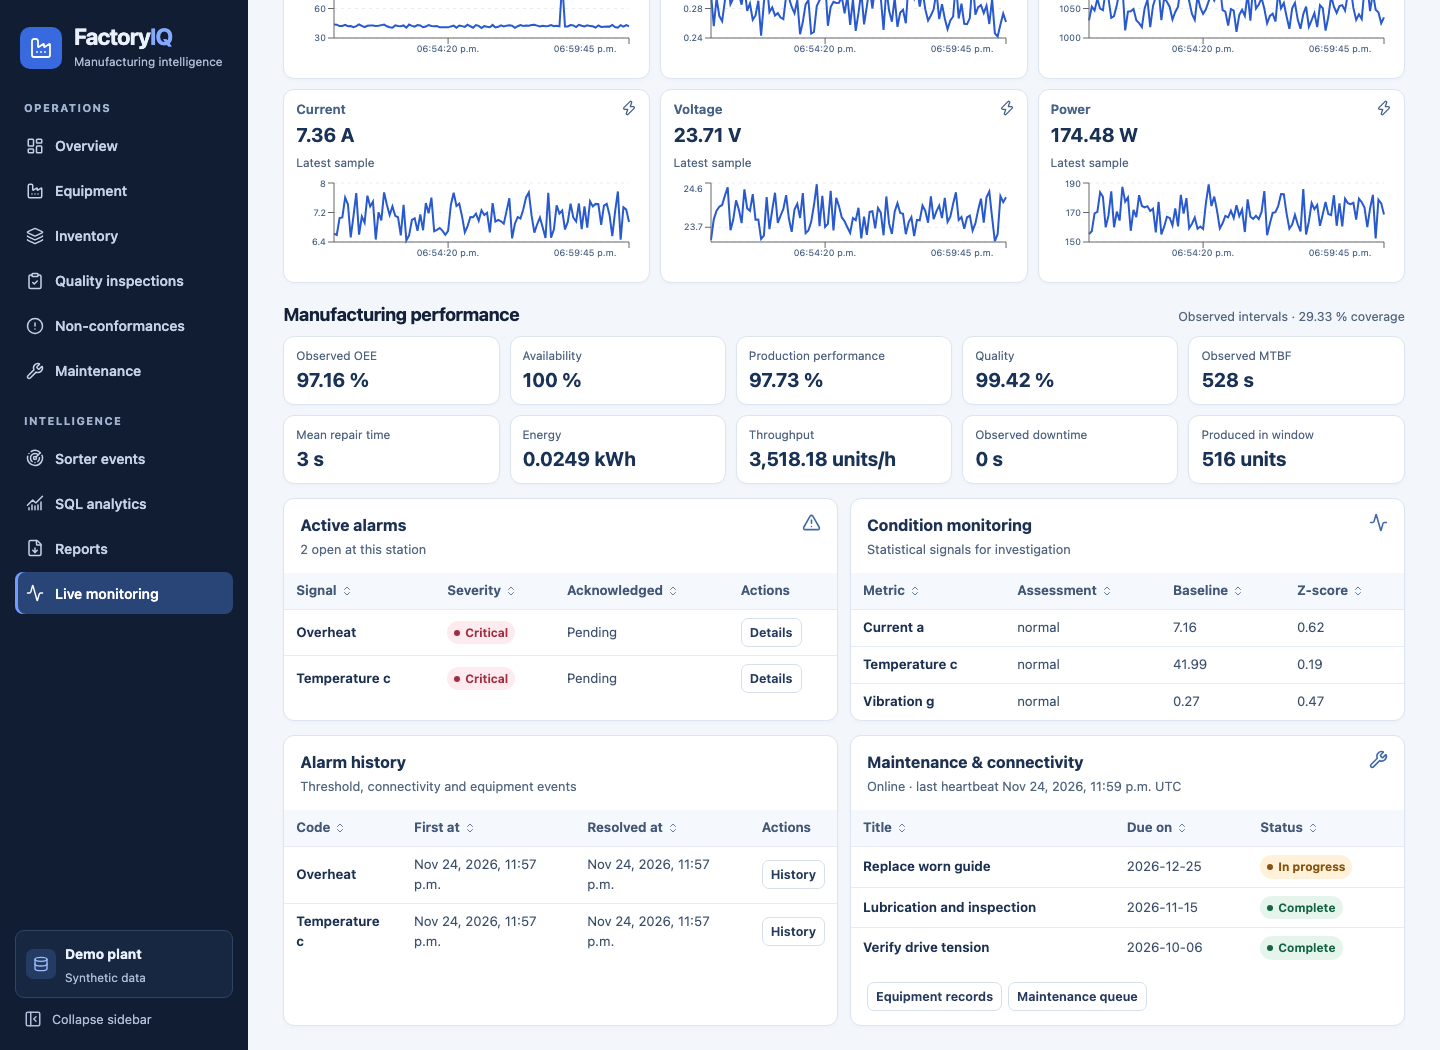 FactoryIQ
Manufacturing intelligence
OPERATIONS
Overview
Equipment
Inventory
Quality inspections
Non-conformances
Maintenance
INTELLIGENCE
Sorter events
SQL analytics
Reports
Live monitoring
Demo plant
Synthetic data
Collapse sidebar
60
30
06:54:20 p.m. 06:59:45 p.m.
0.28
0.24
06:54:20 p.m. 06:59:45 p.m.
1050
1000
06:54:20 p.m. 06:59:45 p.m.
Current
7.36 A
Latest sample
8
7.2
6.4
06:54:20 p.m. 06:59:45 p.m.
Voltage
23.71 V
Latest sample
24.6
23.7
06:54:20 p.m. 06:59:45 p.m.
Power
174.48 W
Latest sample
190
170
150
06:54:20 p.m. 06:59:45 p.m.
Manufacturing performance
Observed intervals · 29.33 % coverage
Observed OEE
97.16 %
Availability
100 %
Production performance
97.73 %
Quality
99.42 %
Observed MTBF
528 s
Mean repair time
3 s
Energy
0.0249 kWh
Throughput
3,518.18 units/h
Observed downtime
0 s
Produced in window
516 units
Active alarms
2 open at this station
Signal Severity Acknowledged Actions
Overheat Critical Pending Details
Temperature c Critical Pending Details
Condition monitoring
Statistical signals for investigation
Metric Assessment Baseline Z-score
Current a normal 7.16 0.62
Temperature c normal 41.99 0.19
Vibration g normal 0.27 0.47
Alarm history
Threshold, connectivity and equipment events
Code First at Resolved at Actions
Overheat Nov 24, 2026, 11:57 p.m. Nov 24, 2026, 11:57 p.m. History
Temperature c Nov 24, 2026, 11:57 p.m. Nov 24, 2026, 11:57 p.m. History
Maintenance & connectivity
Online · last heartbeat Nov 24, 2026, 11:59 p.m. UTC
Title Due on Status
Replace worn guide 2026-12-25 In progress
Lubrication and inspection 2026-11-15 Complete
Verify drive tension 2026-10-06 Complete
Equipment records Maintenance queue